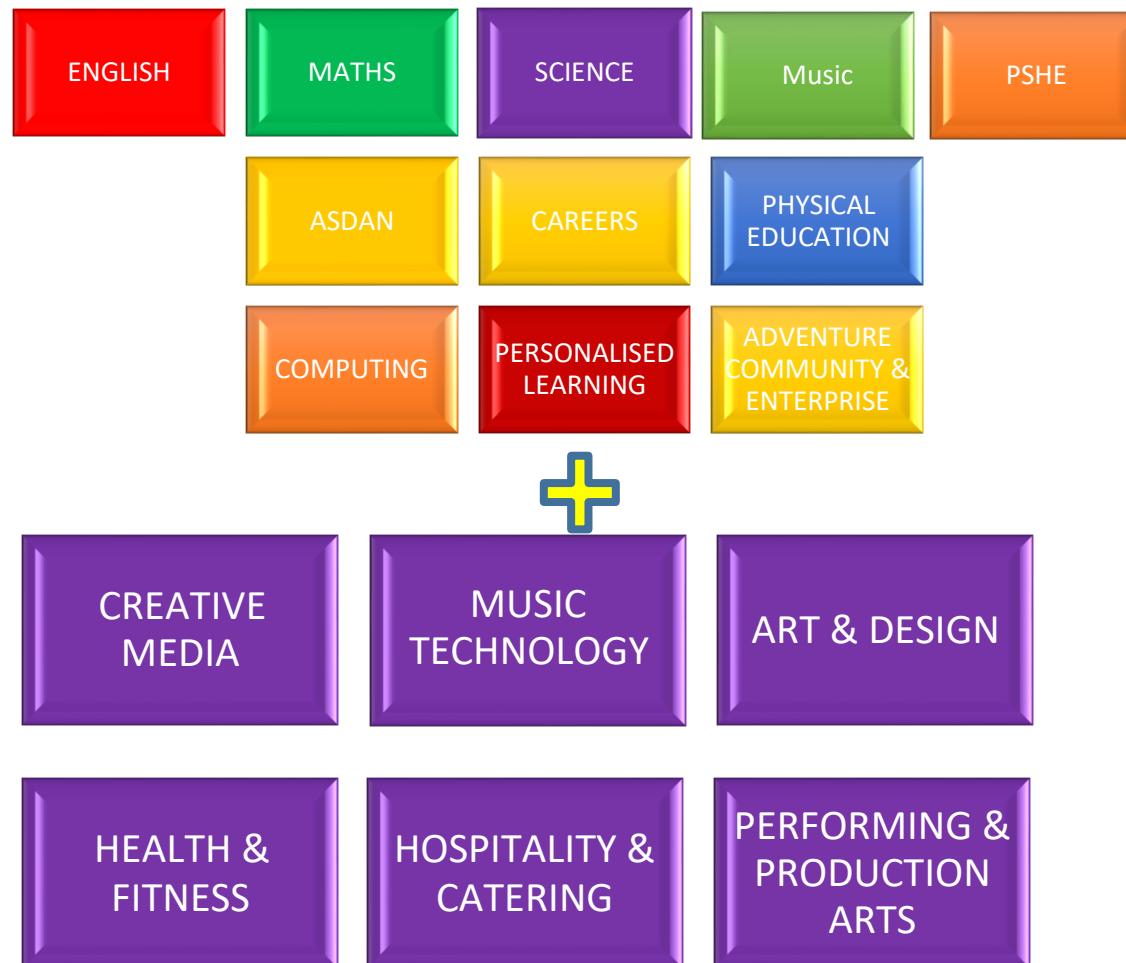 ENGLISH
MATHS
SCIENCE
Music
PSHE
ASDAN
CAREERS
PHYSICAL
EDUCATION
COMPUTING
PERSONALISED
LEARNING
ADVENTURE
COMMUNITY &
ENTERPRISE
CREATIVE
MEDIA
MUSIC
TECHNOLOGY
ART & DESIGN
HEALTH &
FITNESS
HOSPITALITY &
CATERING
PERFORMING &
PRODUCTION
ARTS